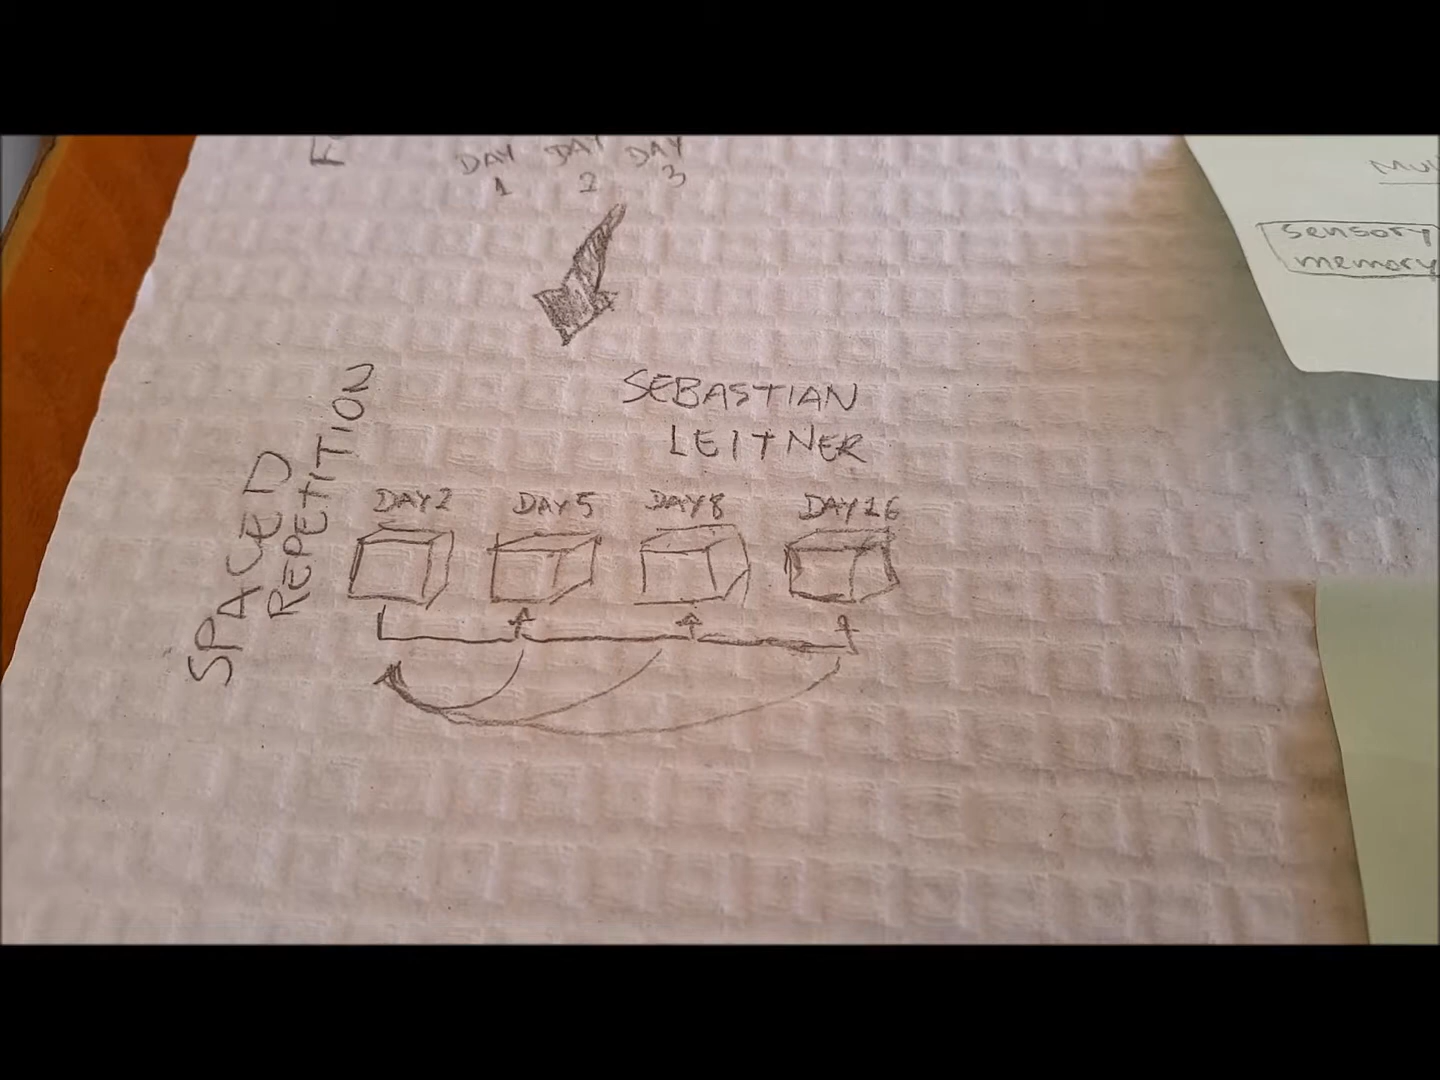 DAY DAY DAY
1 2 3
sensory
memory
SEBASTIAN
LEITNER
SPACED
REPETITION
DAY2 DAY5 DAY8 DAY16